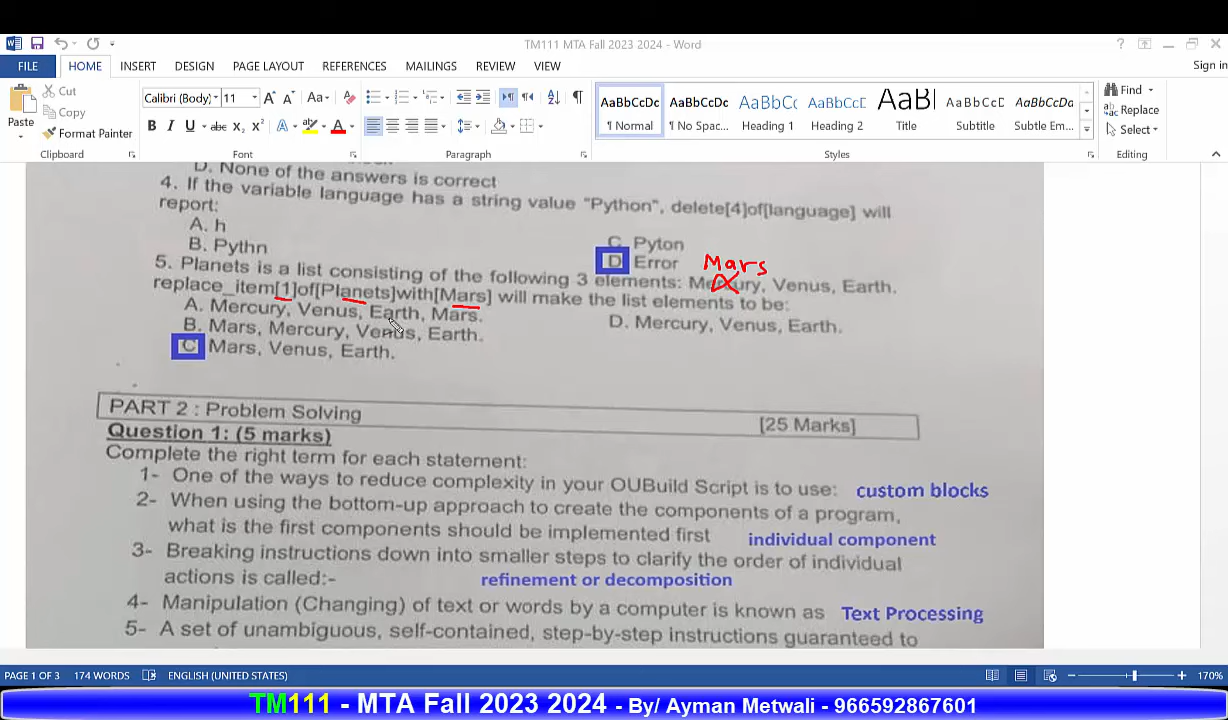 TM111 MTA Fall 2023 2024 - Word
Sign in
FILE HOME INSERT DESIGN PAGE LAYOUT REFERENCES MAILINGS REVIEW VIEW
Cut
Copy
Format Painter
Paste
Calibri (Body) 11
AaBbCcDc AaBbCcDc AaBbCc AaBbCcD AaB AaBbCcD AaBbCcDc
¶ Normal ¶ No Spac... Heading 1 Heading 2 Title Subtitle Subtle Em...
Find
Replace
Select
Clipboard Font Paragraph Styles Editing
D. None of the answers is correct
4. If the variable language has a string value "Python", delete[4]of[language] will
report:
A. h
B. Pythn
C. Pyton
D Error
Mars
5. Planets is a list consisting of the following 3 elements: Mercury, Venus, Earth.
replace_item[1]of[Planets]with[Mars] will make the list elements to be:
A. Mercury, Venus, Earth, Mars.
B. Mars, Mercury, Venus, Earth.
C Mars, Venus, Earth.
D. Mercury, Venus, Earth.
PART 2 : Problem Solving [25 Marks]
Question 1: (5 marks)
Complete the right term for each statement:
1- One of the ways to reduce complexity in your OUBuild Script is to use: custom blocks
2- When using the bottom-up approach to create the components of a program,
what is the first components should be implemented first individual component
3- Breaking instructions down into smaller steps to clarify the order of individual
actions is called:- refinement or decomposition
4- Manipulation (Changing) of text or words by a computer is known as Text Processing
5- A set of unambiguous, self-contained, step-by-step instructions guaranteed to
PAGE 1 OF 3 174 WORDS ENGLISH (UNITED STATES) 170%
TM111 - MTA Fall 2023 2024 - By/ Ayman Metwali - 966592867601